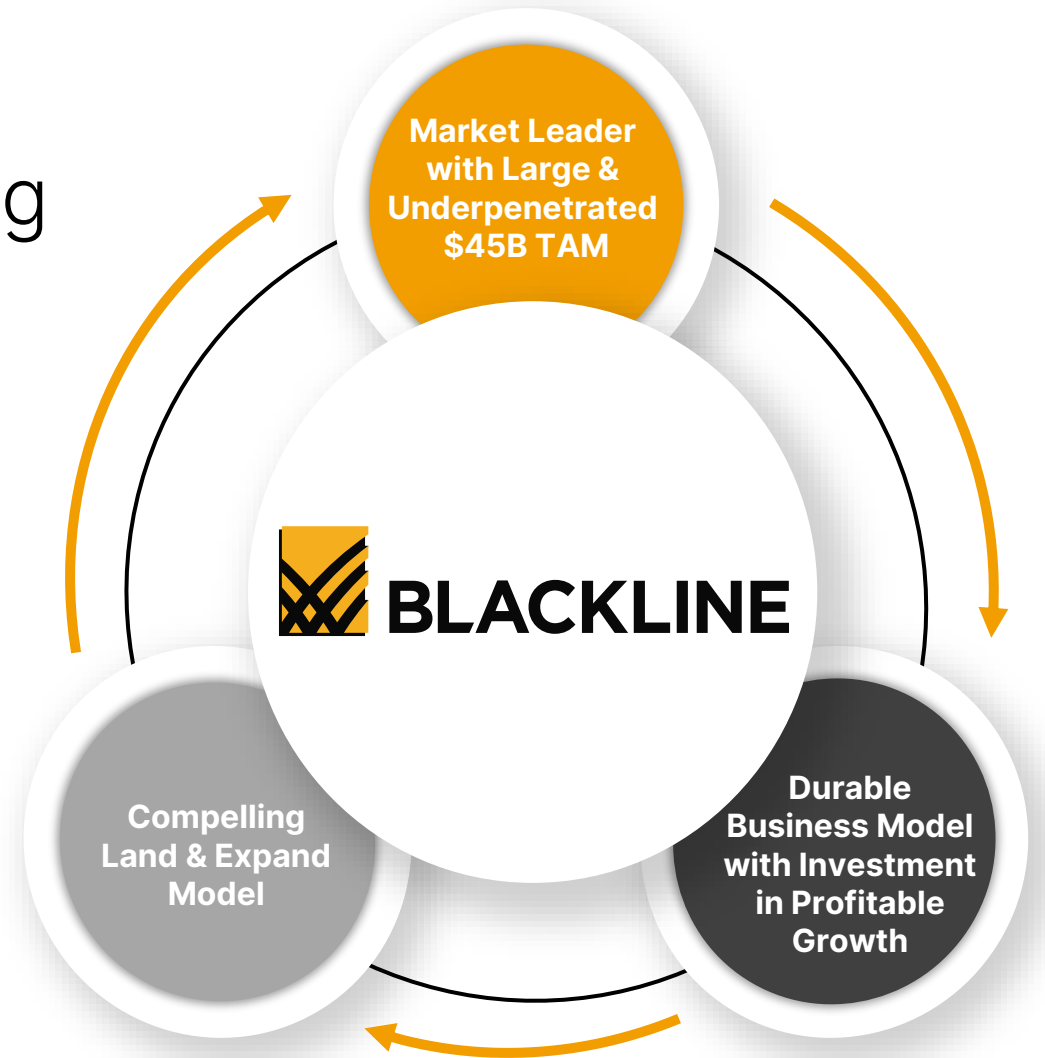 g
Market Leader
with Large &
Underpenetrated
$45B TAM
BLACKLINE
Compelling
Land & Expand
Model
Durable
Business Model
with Investment
in Profitable
Growth